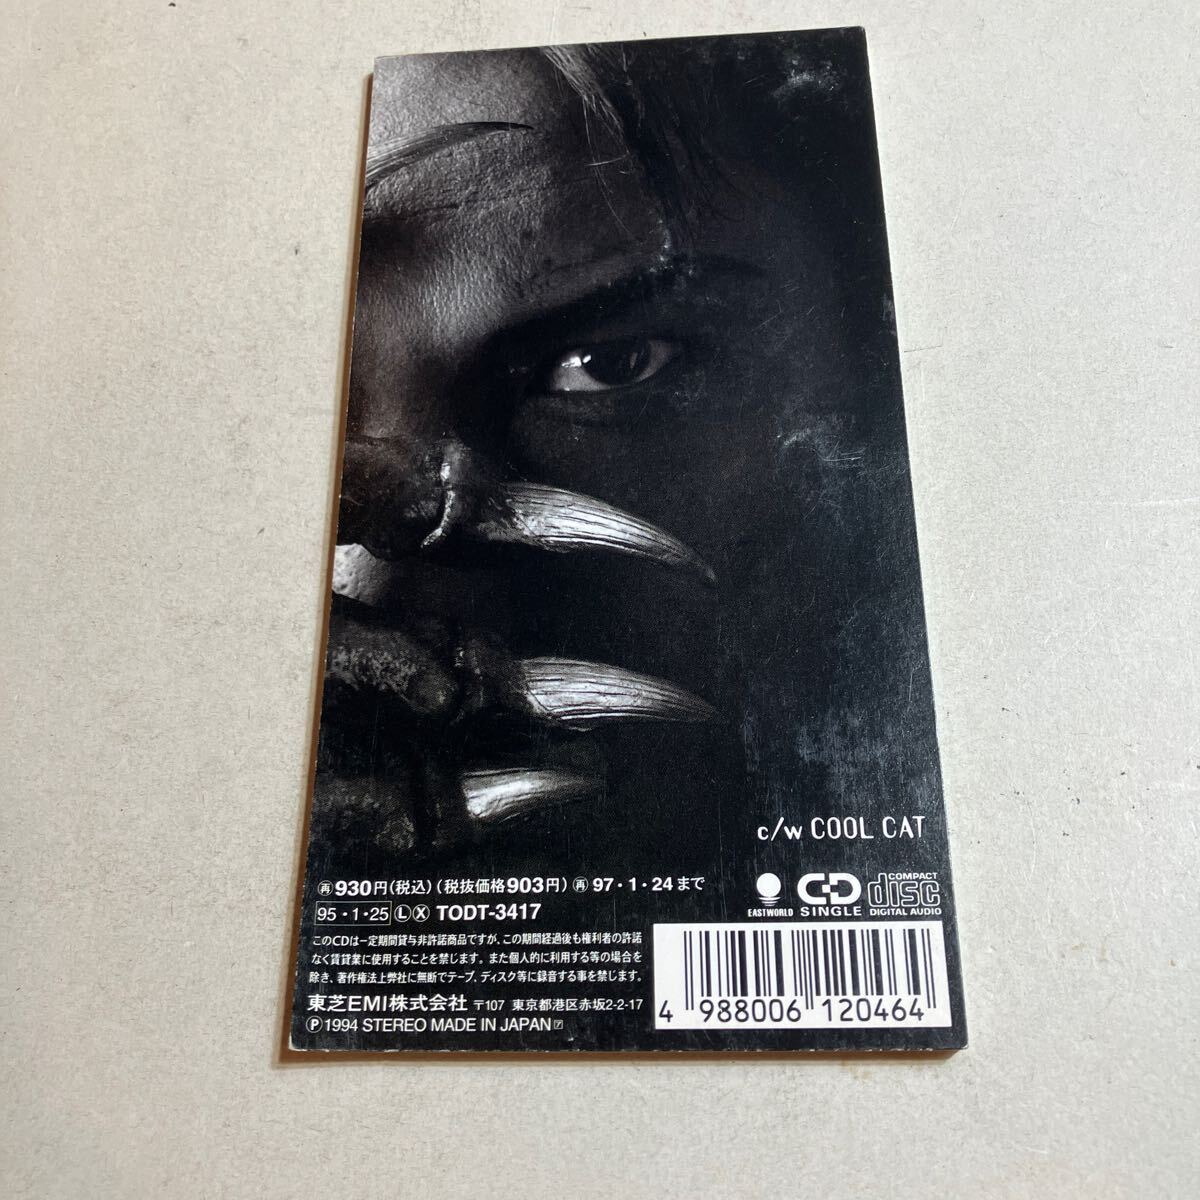 c/w COOL CAT
再930円(税込)(税抜価格903円)再97・1・24まで
95・1・25 L X TODT-3417
EASTWORLD
CD SINGLE
COMPACT disc DIGITAL AUDIO
このCDは一定期間貸与非許諾商品ですが、この期間経過後も権利者の許諾
なく賃貸業に使用することを禁じます。また個人的に利用する等の場合を
除き、著作権法上弊社に無断でテープ、ディスク等に録音する事を禁じます。
東芝EMI株式会社 〒107 東京都港区赤坂2-2-17
Ⓟ1994 STEREO MADE IN JAPAN ア
4 988006 120464